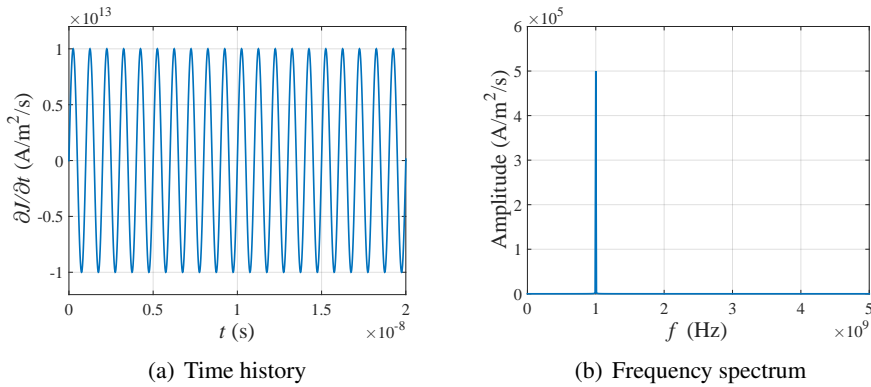 ×10^13
1
0.5
0
-0.5
-1
∂J/∂t (A/m²/s)
0 0.5 1 1.5 2
t (s)
×10^-8
(a) Time history
×10^5
6
5
4
3
2
1
0
Amplitude (A/m²/s)
0 1 2 3 4 5
f (Hz)
×10^9
(b) Frequency spectrum